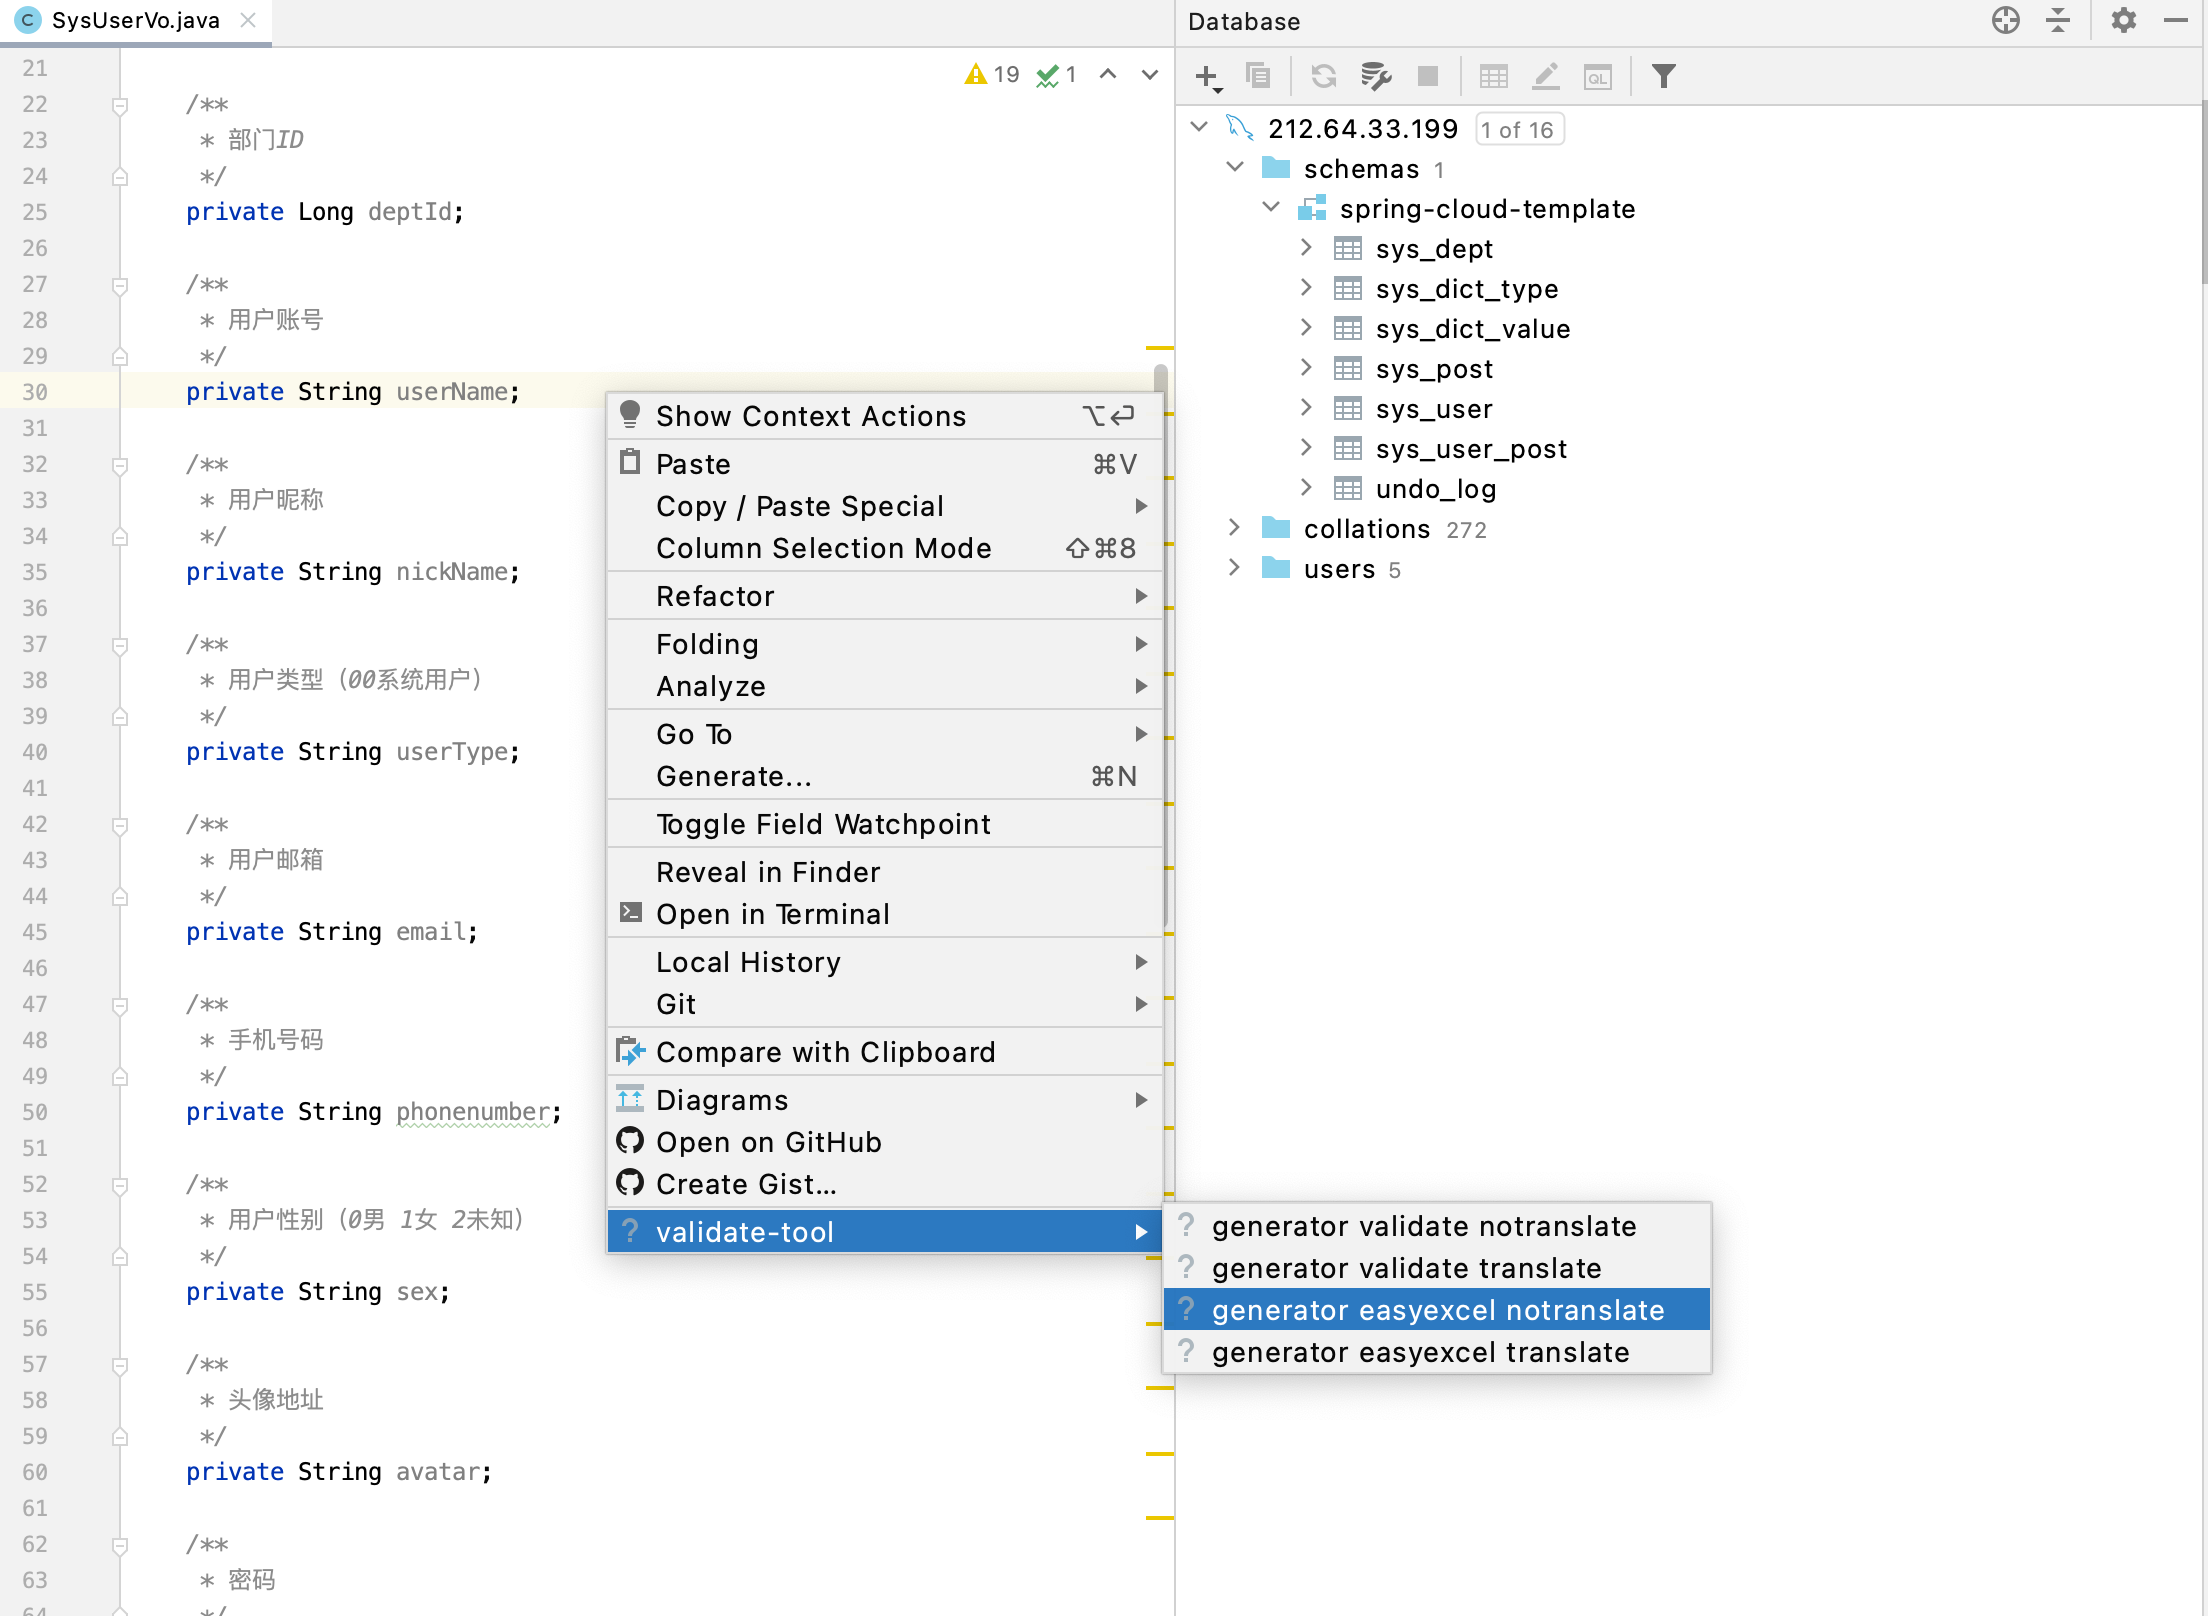 SysUserVo.java
19 1
21
22 /**
23 * 部门ID
24 */
25 private Long deptId;
26
27 /**
28 * 用户账号
29 */
30 private String userName;
31
32 /**
33 * 用户昵称
34 */
35 private String nickName;
36
37 /**
38 * 用户类型（00系统用户）
39 */
40 private String userType;
41
42 /**
43 * 用户邮箱
44 */
45 private String email;
46
47 /**
48 * 手机号码
49 */
50 private String phonenumber;
51
52 /**
53 * 用户性别（0男 1女 2未知）
54 */
55 private String sex;
56
57 /**
58 * 头像地址
59 */
60 private String avatar;
61
62 /**
63 * 密码
64 */
Show Context Actions ⌥⏎
Paste ⌘V
Copy / Paste Special
Column Selection Mode ⇧⌘8
Refactor
Folding
Analyze
Go To
Generate... ⌘N
Toggle Field Watchpoint
Reveal in Finder
Open in Terminal
Local History
Git
Compare with Clipboard
Diagrams
Open on GitHub
Create Gist...
? validate-tool
? generator validate notranslate
? generator validate translate
? generator easyexcel notranslate
? generator easyexcel translate
Database
QL
212.64.33.199 1 of 16
schemas 1
spring-cloud-template
sys_dept
sys_dict_type
sys_dict_value
sys_post
sys_user
sys_user_post
undo_log
collations 272
users 5